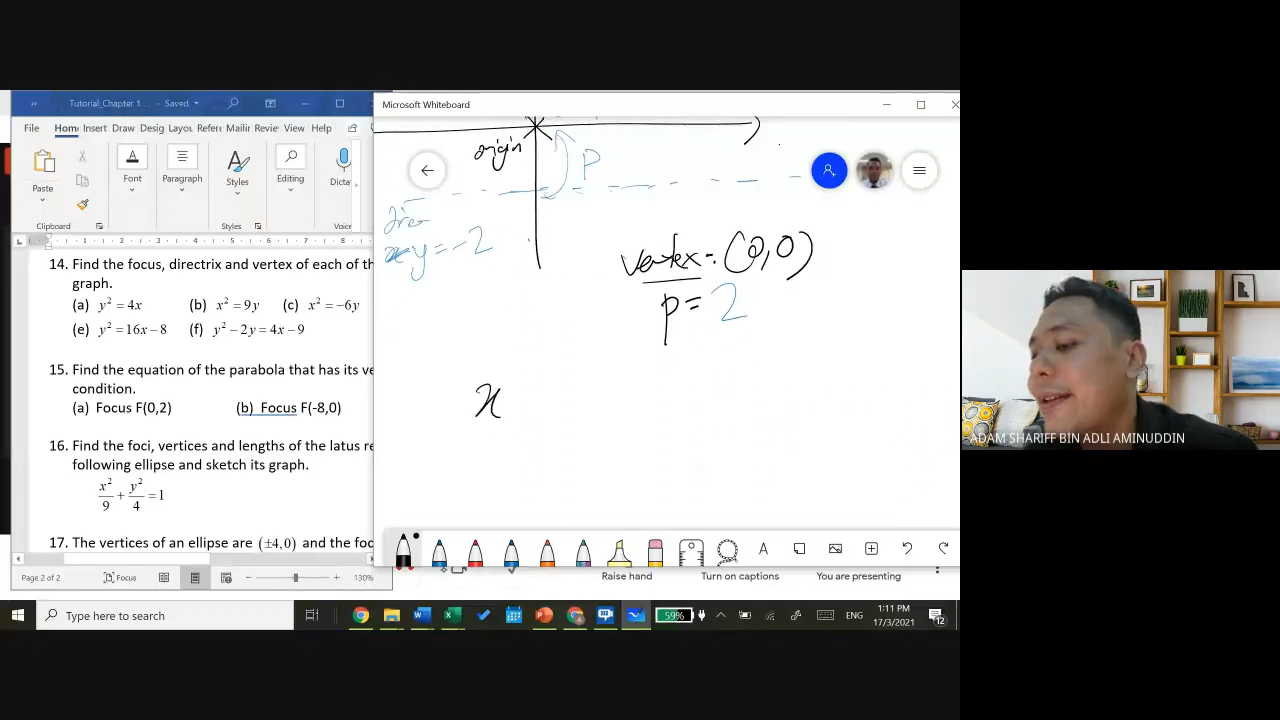 Tutorial_Chapter 1... - Saved
File Home Insert Draw Desig Layou Refere Mailin Review View Help
Paste
Font
Paragraph
Styles
Editing
Dicta
Clipboard
Styles
Voice
14. Find the focus, directrix and vertex of each of th
graph.
(a) y² = 4x (b) x² = 9y (c) x² = −6y
(e) y² = 16x − 8 (f) y² − 2y = 4x − 9
15. Find the equation of the parabola that has its ve
condition.
(a) Focus F(0,2) (b) Focus F(-8,0)
16. Find the foci, vertices and lengths of the latus re
following ellipse and sketch its graph.
x²/9 + y²/4 = 1
17. The vertices of an ellipse are (±4,0) and the foc
Page 2 of 2
Focus
130%
Microsoft Whiteboard
origin
P
y = -2
vertex = (0,0)
p = 2
x
Raise hand
Turn on captions
You are presenting
ADAM SHARIFF BIN ADLI AMINUDDIN
Type here to search
59%
ENG
1:11 PM
17/3/2021
12